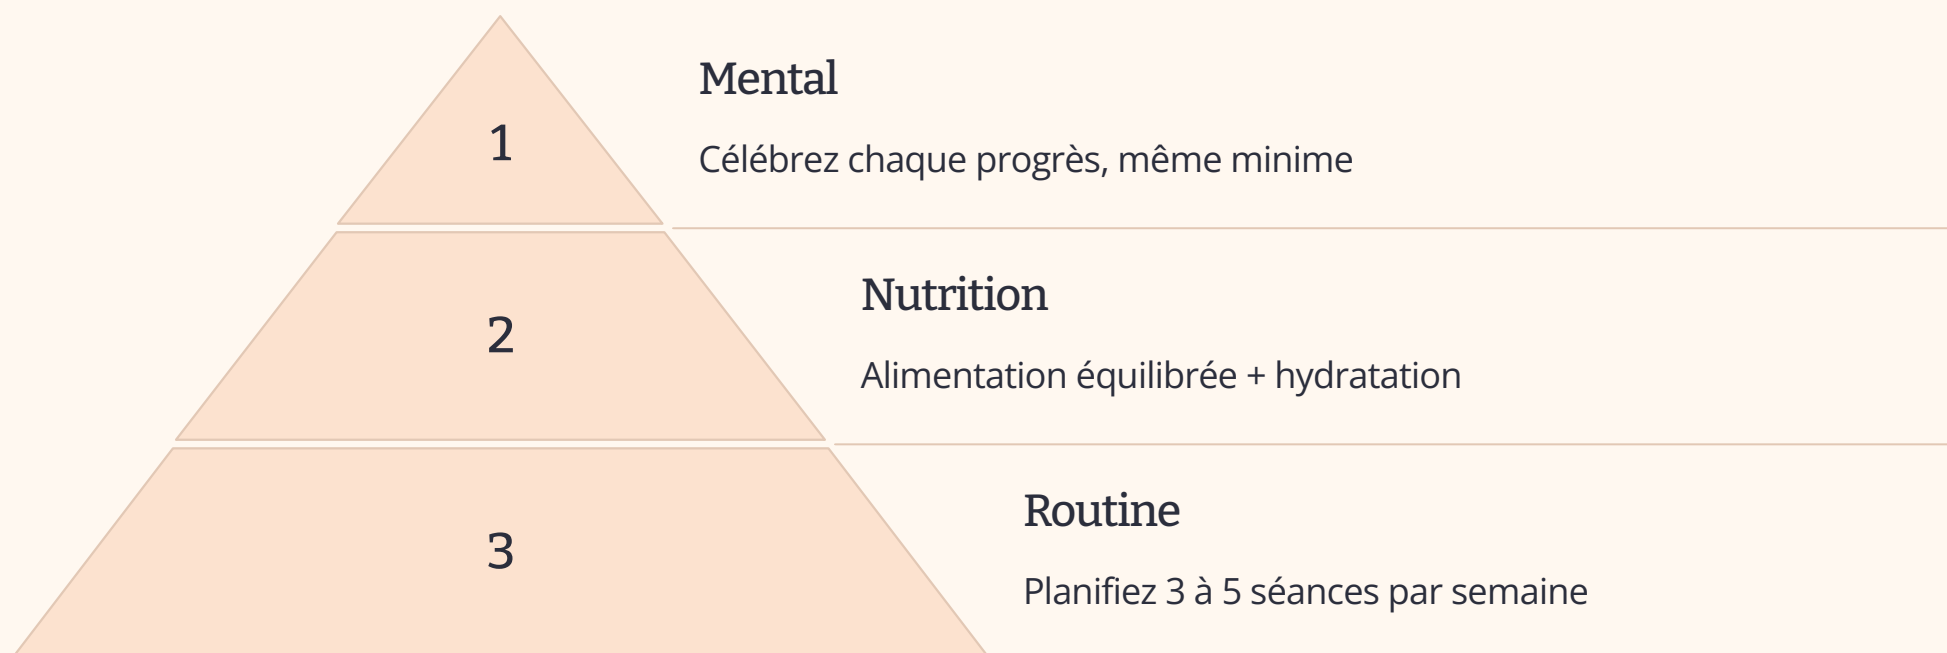 1
Mental
Célébrez chaque progrès, même minime
2
Nutrition
Alimentation équilibrée + hydratation
3
Routine
Planifiez 3 à 5 séances par semaine